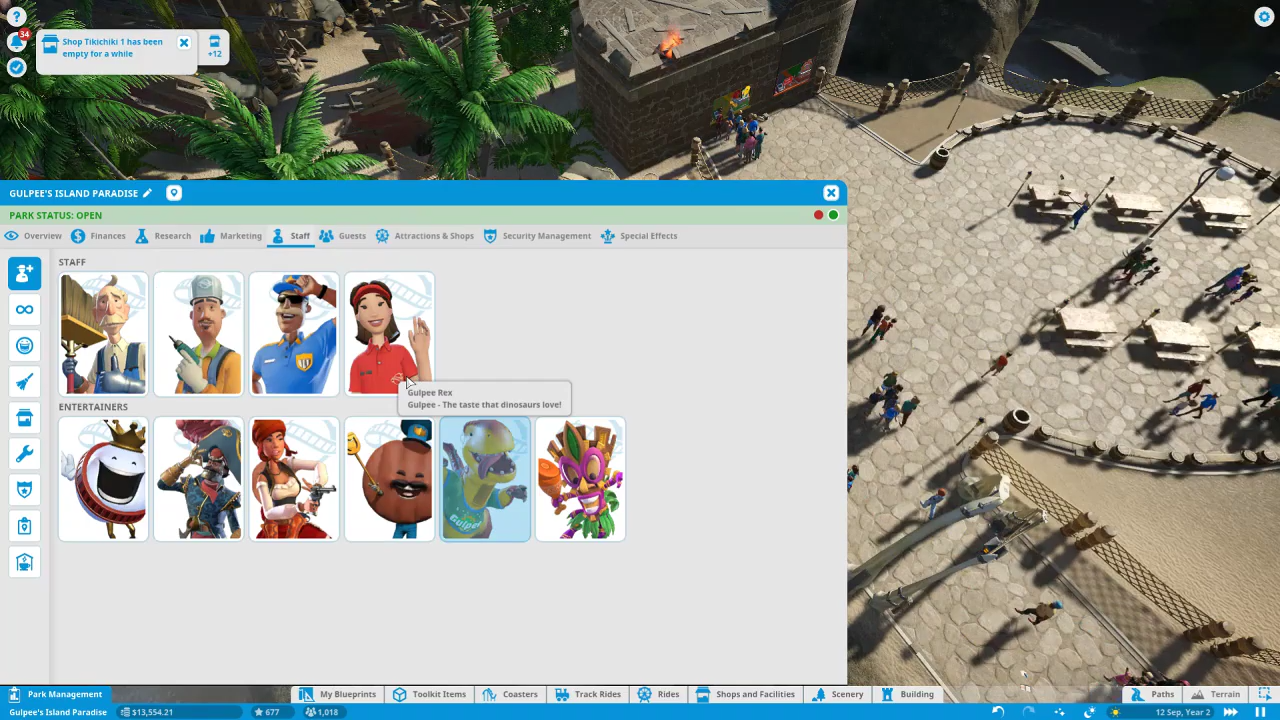 34
Shop Tikichiki 1 has been
empty for a while
+12
GULPEE'S ISLAND PARADISE
PARK STATUS: OPEN
Overview Finances Research Marketing Staff Guests Attractions & Shops Security Management Special Effects
STAFF
Gulpee Rex
Gulpee - The taste that dinosaurs love!
ENTERTAINERS
Gulpee
Park Management My Blueprints Toolkit Items Coasters Track Rides Rides Shops and Facilities Scenery Building Paths Terrain
Gulpee's Island Paradise $13,554.21 677 1,018 12 Sep, Year 2